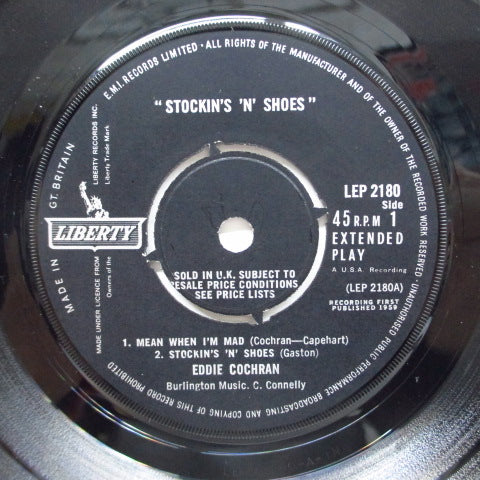 E.M.I. RECORDS LIMITED · ALL RIGHTS OF THE MANUFACTURER AND OF THE OWNER OF THE RECORDED WORK RESERVED · UNAUTHORISED PUBLIC PERFORMANCE BROADCASTING AND COPYING OF THIS RECORD PROHIBITED
"STOCKIN'S 'N' SHOES"
MADE IN GT. BRITAIN
LIBERTY RECORDS INC.
Liberty Trade Mark
LIBERTY
MADE UNDER LICENCE FROM
Owners of the
LEP 2180
Side
45 R.P.M 1
EXTENDED
PLAY
A U.S.A. Recording
(LEP 2180A)
RECORDING FIRST
PUBLISHED 1959
SOLD IN U.K. SUBJECT TO
RESALE PRICE CONDITIONS
SEE PRICE LISTS
1. MEAN WHEN I'M MAD (Cochran—Capehart)
2. STOCKIN'S 'N' SHOES (Gaston)
EDDIE COCHRAN
Burlington Music. C. Connelly